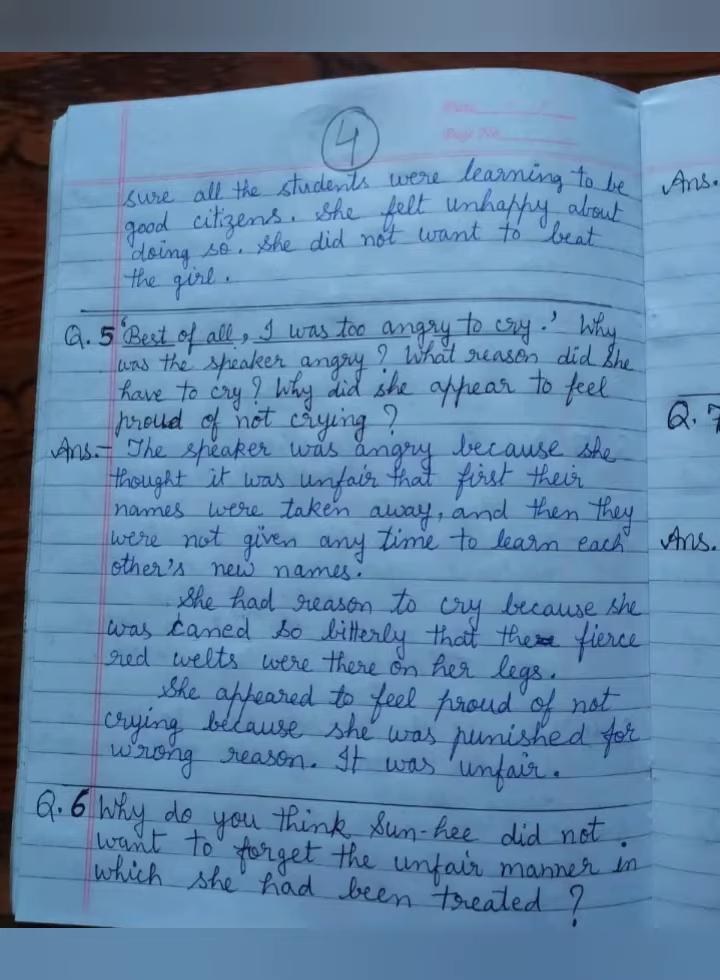 4
Date
Page No.
sure all the students were learning to be
good citizens. She felt unhappy about
doing so. She did not want to beat
the girl.
Q.5 'Best of all, I was too angry to cry.' Why
was the speaker angry? What reason did she
have to cry? Why did she appear to feel
proud of not crying?
Ans.- The speaker was angry because she
thought it was unfair that first their
names were taken away, and then they
were not given any time to learn each
other's new names.
She had reason to cry because she
was caned so bitterly that the fierce
red welts were there on her legs.
She appeared to feel proud of not
crying because she was punished for
wrong reason. It was unfair.
Q.6 Why do you think Sun-hee did not
want to forget the unfair manner in
which she had been treated?
Ans.
Q.7
Ans.